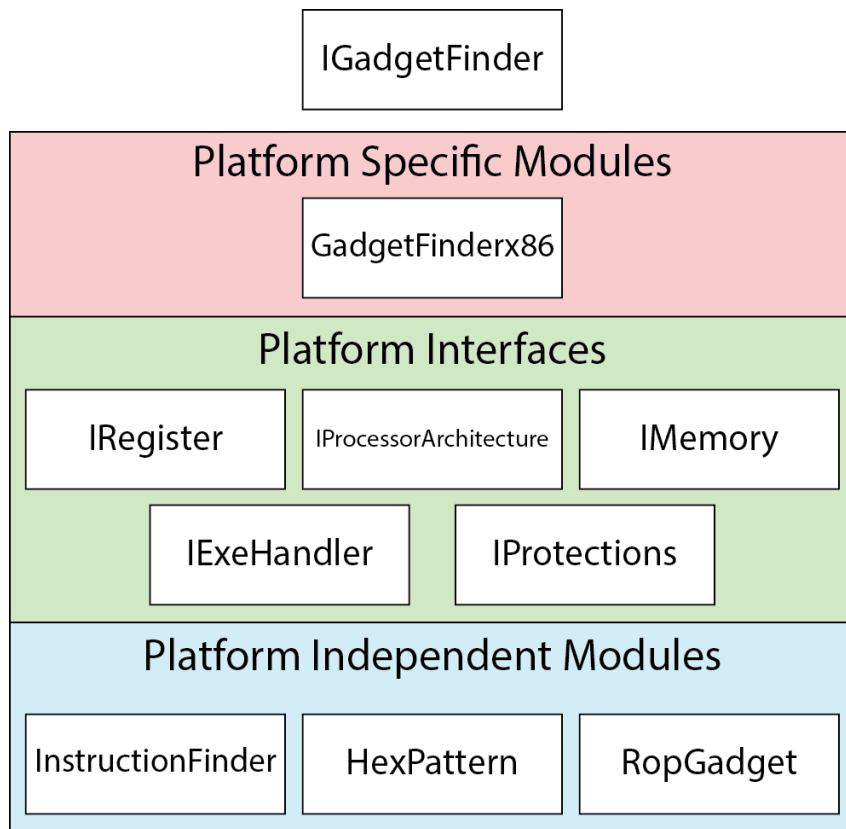 IGadgetFinder
Platform Specific Modules
GadgetFinderx86
Platform Interfaces
IRegister
IProcessorArchitecture
IMemory
IExeHandler
IProtections
Platform Independent Modules
InstructionFinder
HexPattern
RopGadget